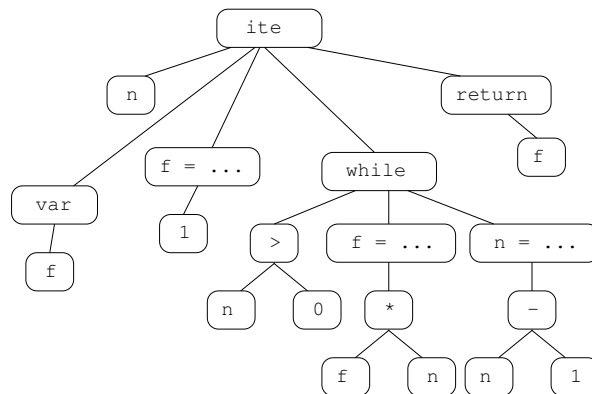 ite
n
return
f = ...
while
f
var
1
>
f = ...
n = ...
f
n
0
*
-
f
n
n
1